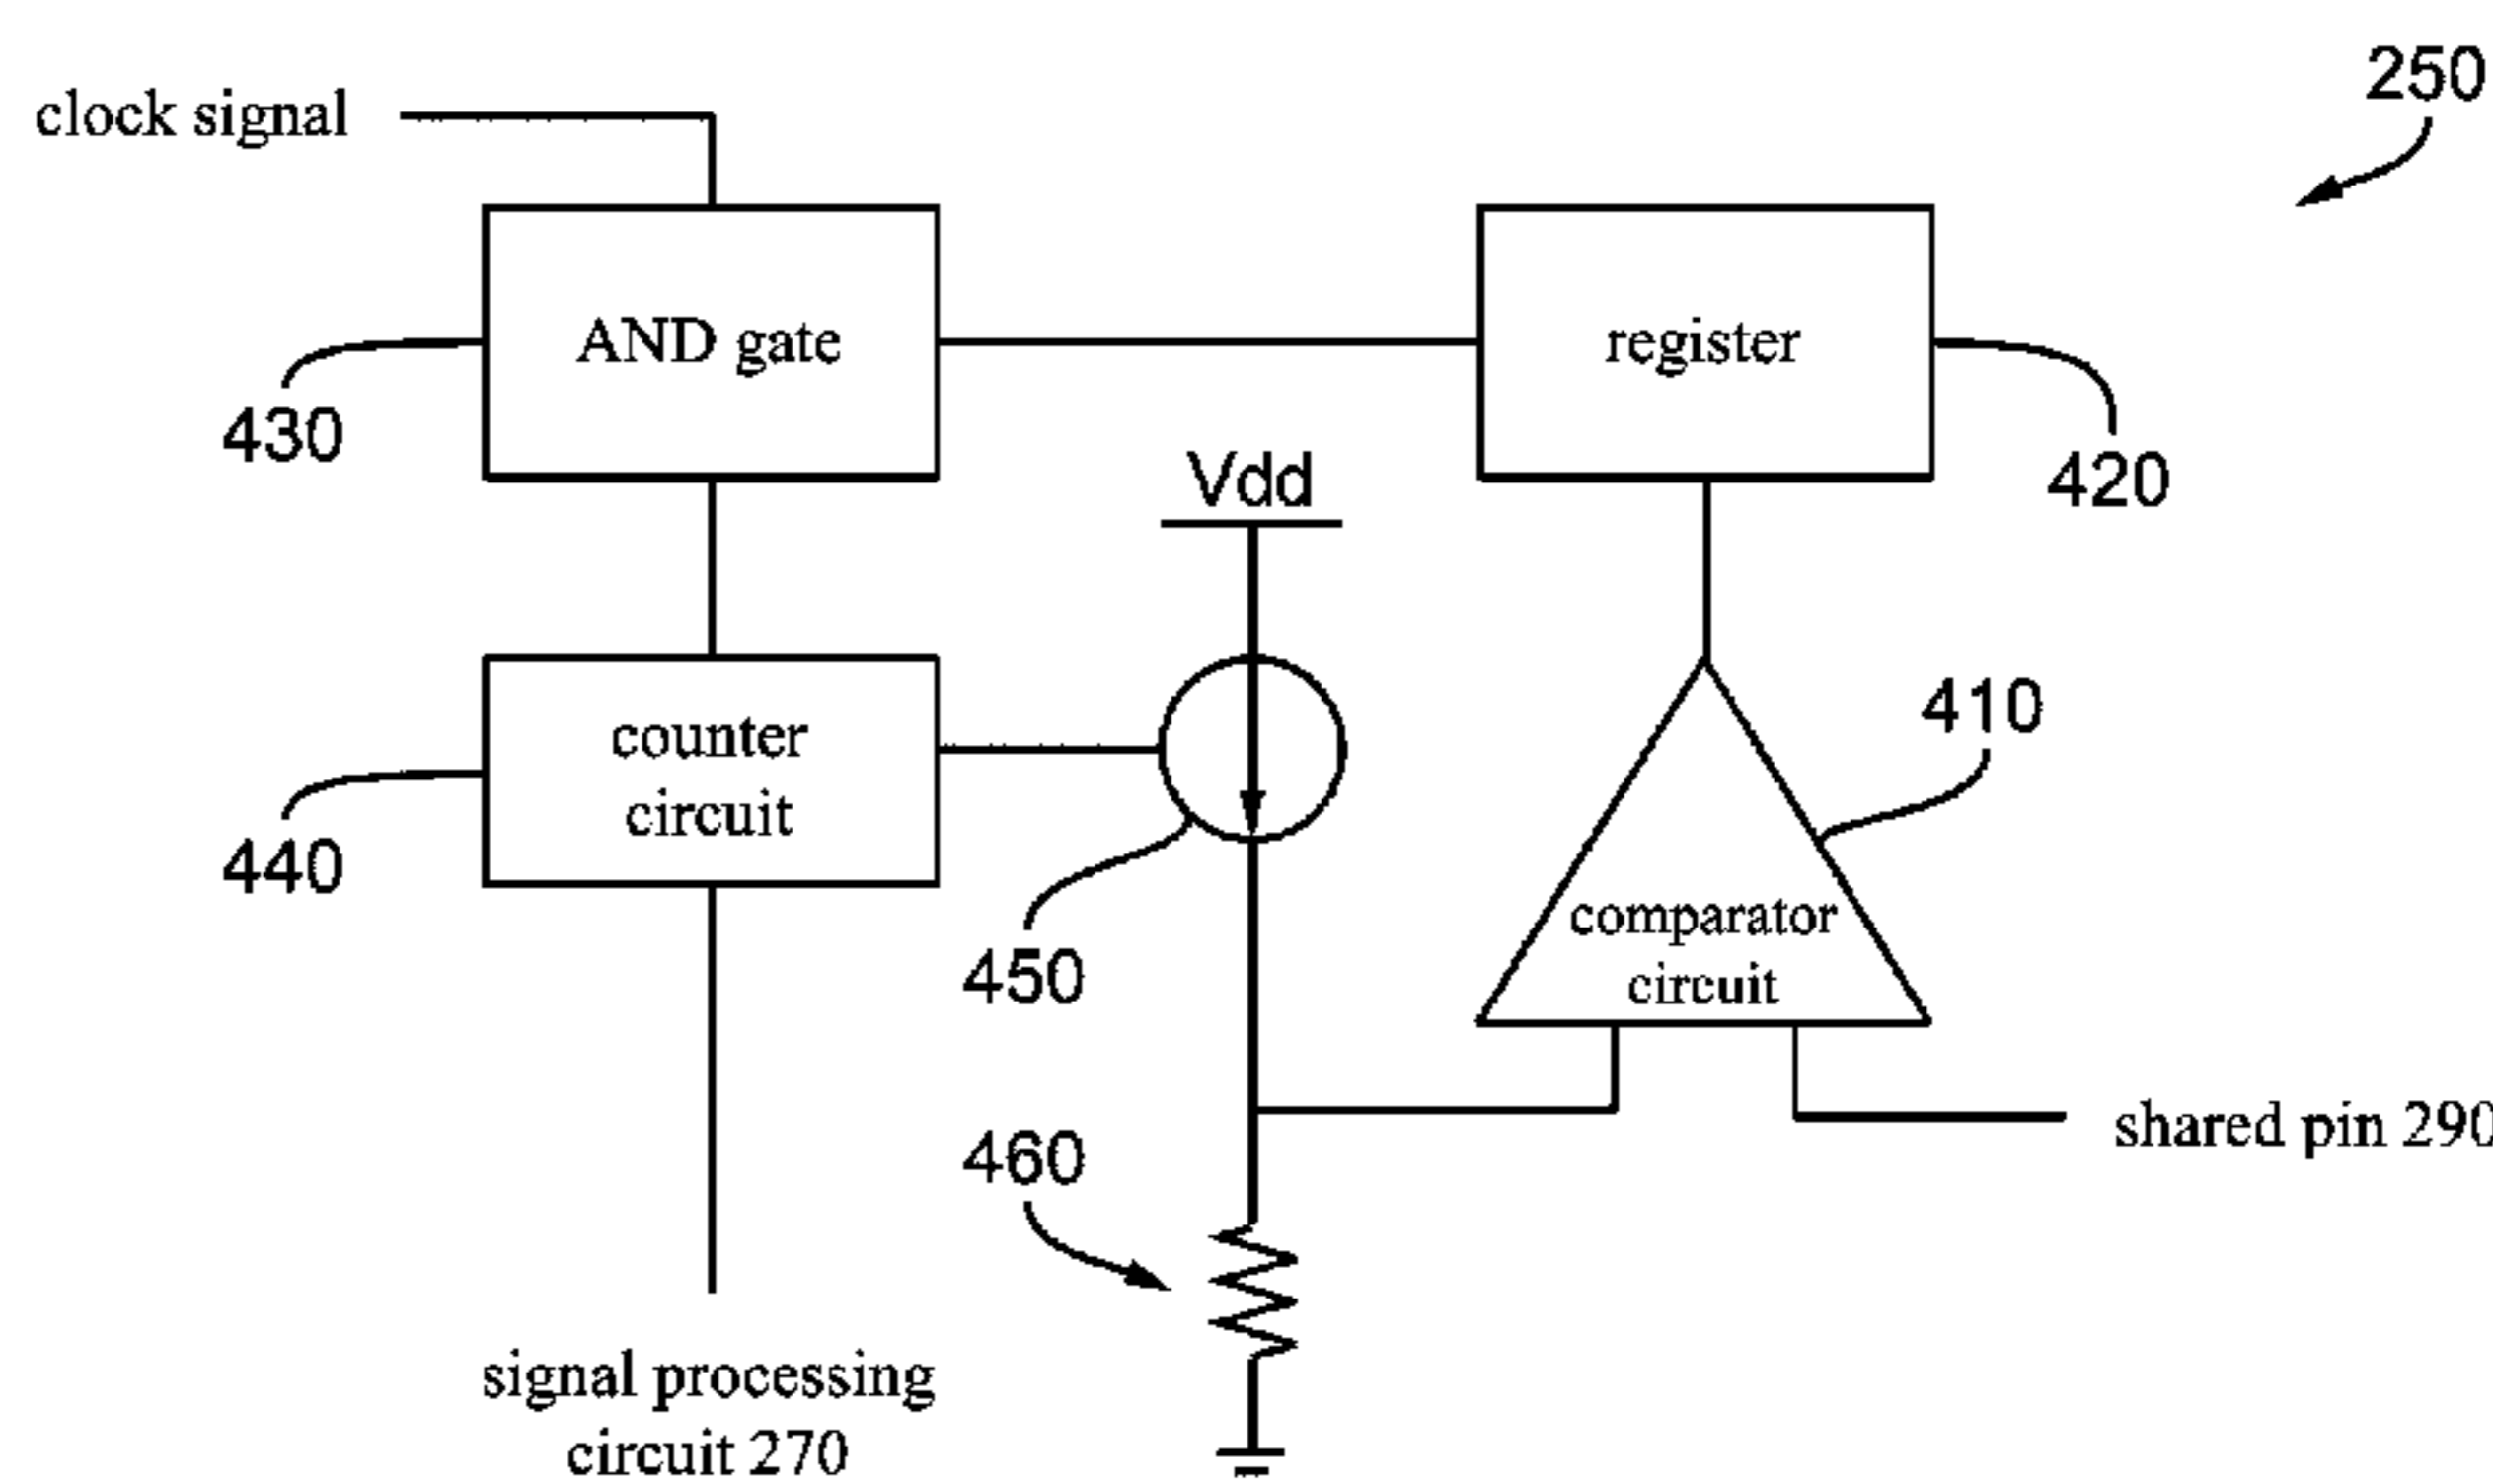 250
clock signal
AND gate
register
430
420
Vdd
410
counter
circuit
440
comparator
circuit
450
shared pin 290
460
signal processing
circuit 270